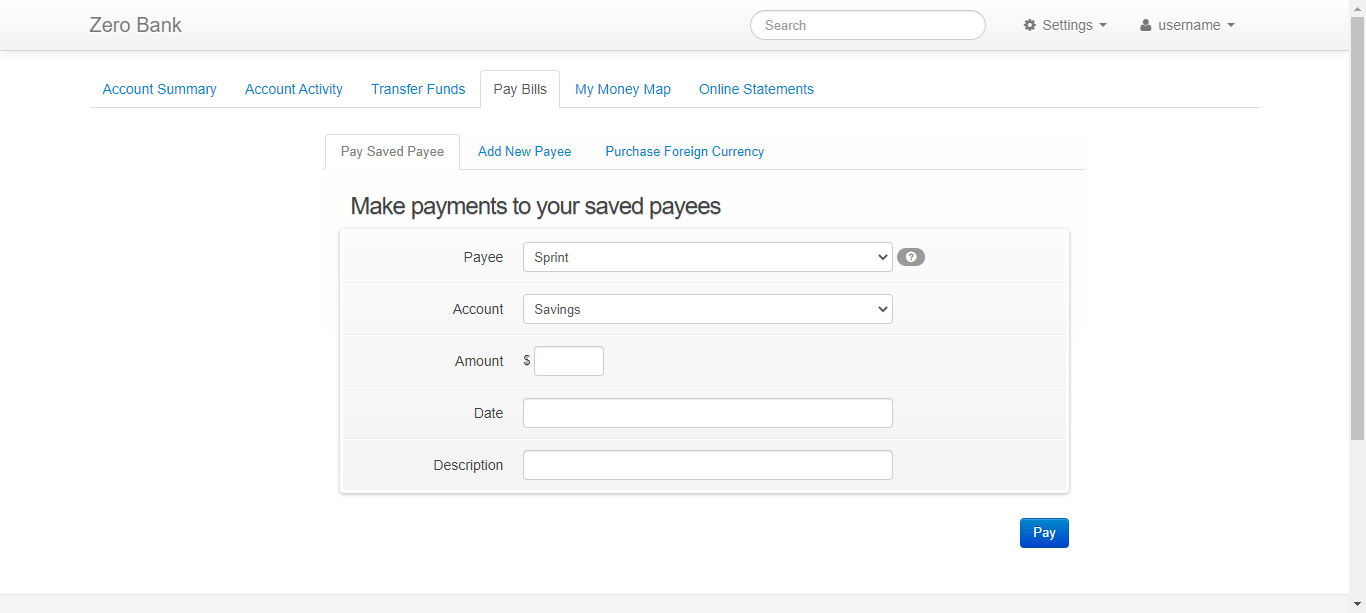 Zero Bank
Search
Settings
username
Account Summary
Account Activity
Transfer Funds
Pay Bills
My Money Map
Online Statements
Pay Saved Payee
Add New Payee
Purchase Foreign Currency
Make payments to your saved payees
Payee
Sprint
?
Account
Savings
Amount
$
Date
Description
Pay